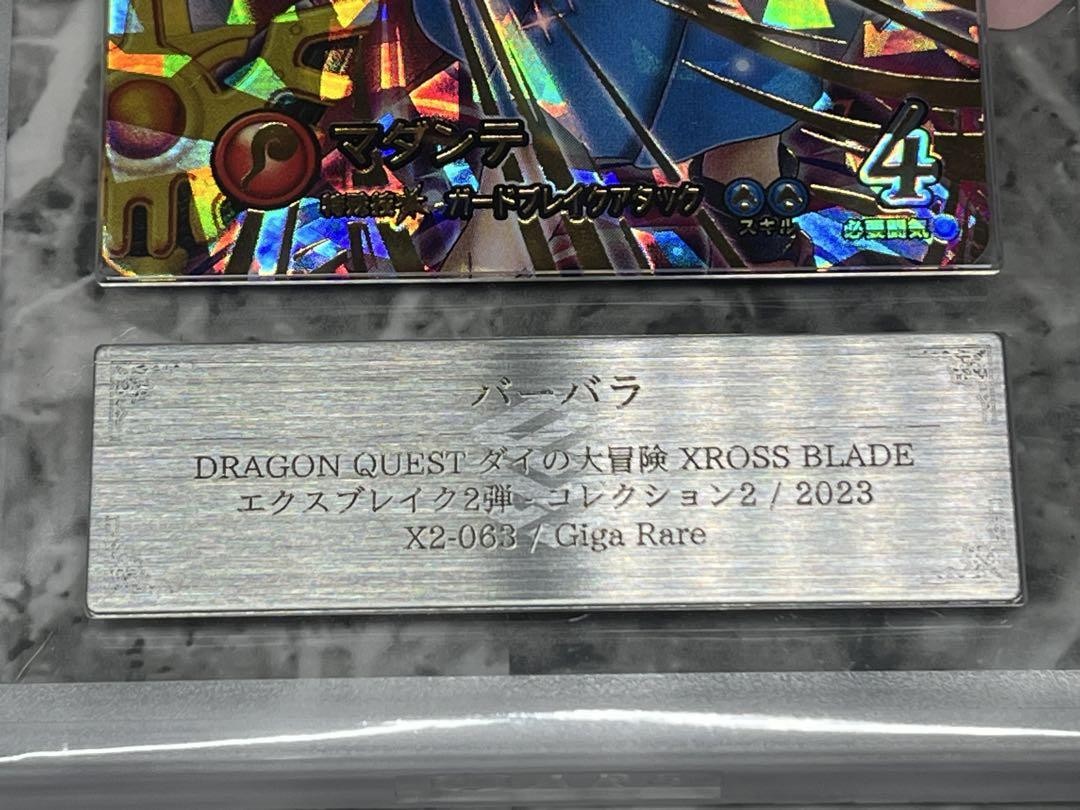 マダンテ
特殊技 ガードブレイクアタック
スキル
4
必要闘気
バーバラ
DRAGON QUEST ダイの大冒険 XROSS BLADE
エクスブレイク2弾 - コレクション2 / 2023
X2-063 / Giga Rare